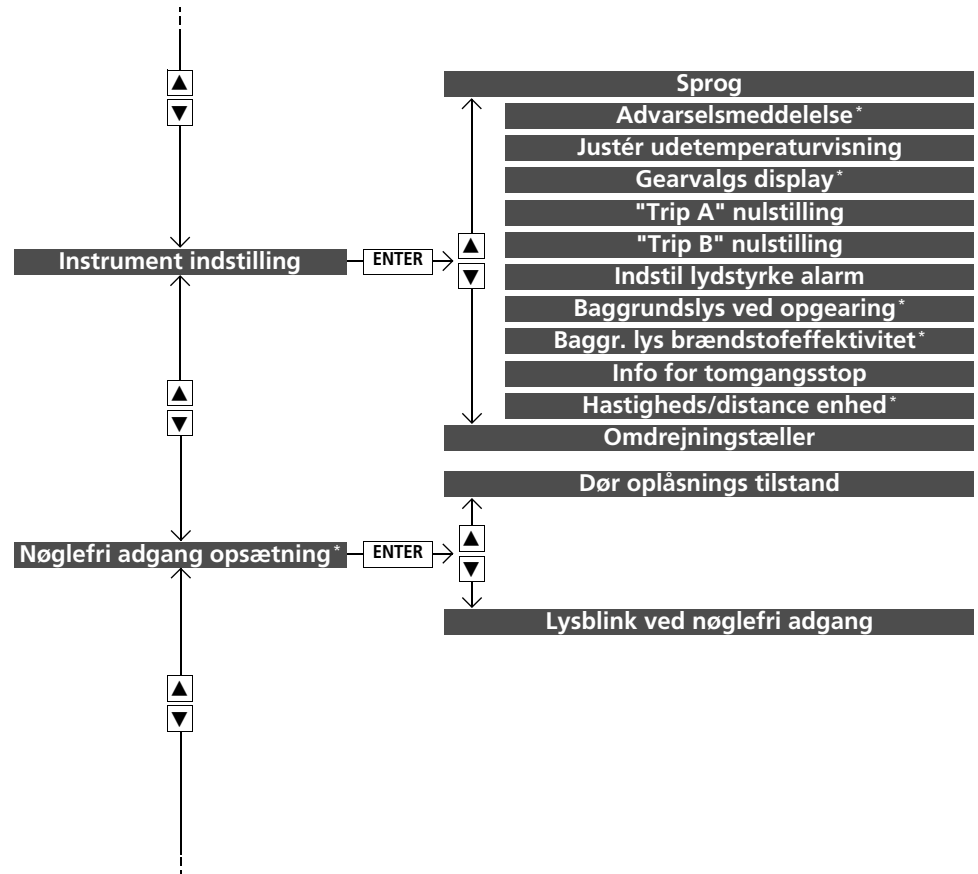 ▲
▼
Sprog
Advarselsmeddelelse*
Justér udetemperaturvisning
Gearvalgs display*
"Trip A" nulstilling
"Trip B" nulstilling
Instrument indstilling
ENTER
▲
▼
Indstil lydstyrke alarm
Baggrundslys ved opgearing*
Baggr. lys brændstofeffektivitet*
Info for tomgangsstop
Hastigheds/distance enhed*
Omdrejningstæller
▲
▼
Dør oplåsnings tilstand
Nøglefri adgang opsætning*
ENTER
▲
▼
Lysblink ved nøglefri adgang
▲
▼